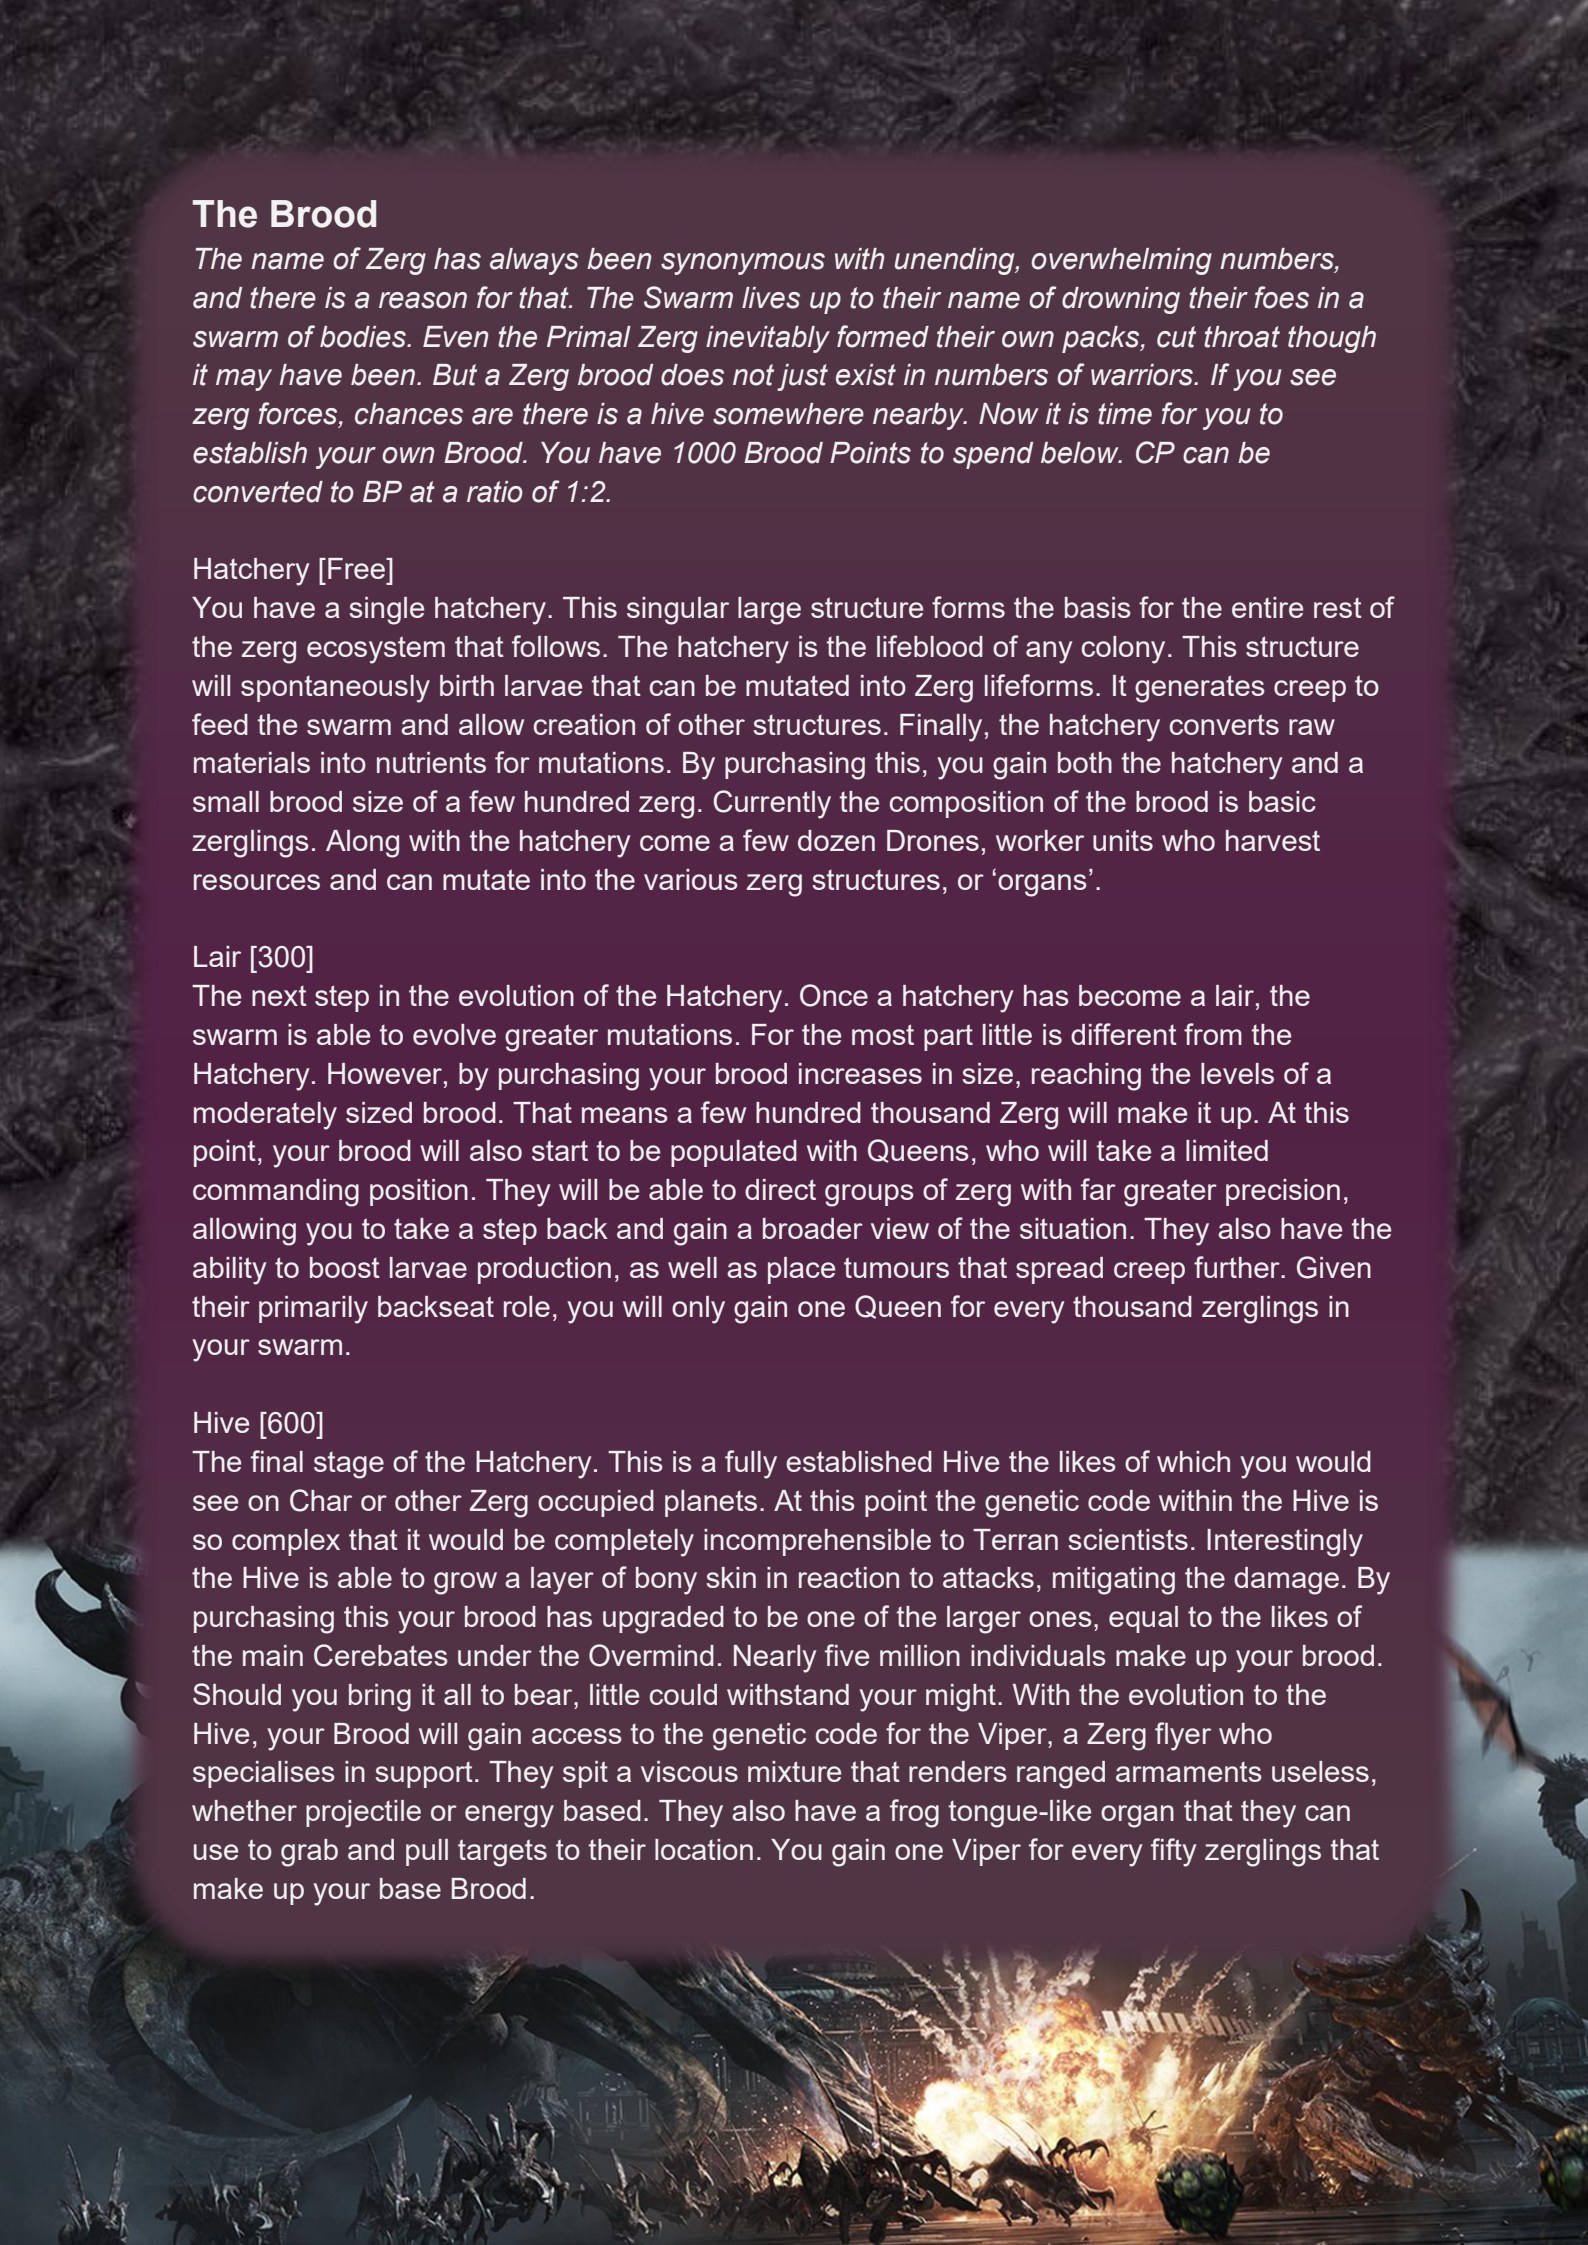 The Brood
The name of Zerg has always been synonymous with unending, overwhelming numbers,
and there is a reason for that. The Swarm lives up to their name of drowning their foes in a
swarm of bodies. Even the Primal Zerg inevitably formed their own packs, cut throat though
it may have been. But a Zerg brood does not just exist in numbers of warriors. If you see
zerg forces, chances are there is a hive somewhere nearby. Now it is time for you to
establish your own Brood. You have 1000 Brood Points to spend below. CP can be
converted to BP at a ratio of 1:2.
Hatchery [Free]
You have a single hatchery. This singular large structure forms the basis for the entire rest of
the zerg ecosystem that follows. The hatchery is the lifeblood of any colony. This structure
will spontaneously birth larvae that can be mutated into Zerg lifeforms. It generates creep to
feed the swarm and allow creation of other structures. Finally, the hatchery converts raw
materials into nutrients for mutations. By purchasing this, you gain both the hatchery and a
small brood size of a few hundred zerg. Currently the composition of the brood is basic
zerglings. Along with the hatchery come a few dozen Drones, worker units who harvest
resources and can mutate into the various zerg structures, or ‘organs’.
Lair [300]
The next step in the evolution of the Hatchery. Once a hatchery has become a lair, the
swarm is able to evolve greater mutations. For the most part little is different from the
Hatchery. However, by purchasing your brood increases in size, reaching the levels of a
moderately sized brood. That means a few hundred thousand Zerg will make it up. At this
point, your brood will also start to be populated with Queens, who will take a limited
commanding position. They will be able to direct groups of zerg with far greater precision,
allowing you to take a step back and gain a broader view of the situation. They also have the
ability to boost larvae production, as well as place tumours that spread creep further. Given
their primarily backseat role, you will only gain one Queen for every thousand zerglings in
your swarm.
Hive [600]
The final stage of the Hatchery. This is a fully established Hive the likes of which you would
see on Char or other Zerg occupied planets. At this point the genetic code within the Hive is
so complex that it would be completely incomprehensible to Terran scientists. Interestingly
the Hive is able to grow a layer of bony skin in reaction to attacks, mitigating the damage. By
purchasing this your brood has upgraded to be one of the larger ones, equal to the likes of
the main Cerebates under the Overmind. Nearly five million individuals make up your brood.
Should you bring it all to bear, little could withstand your might. With the evolution to the
Hive, your Brood will gain access to the genetic code for the Viper, a Zerg flyer who
specialises in support. They spit a viscous mixture that renders ranged armaments useless,
whether projectile or energy based. They also have a frog tongue-like organ that they can
use to grab and pull targets to their location. You gain one Viper for every fifty zerglings that
make up your base Brood.